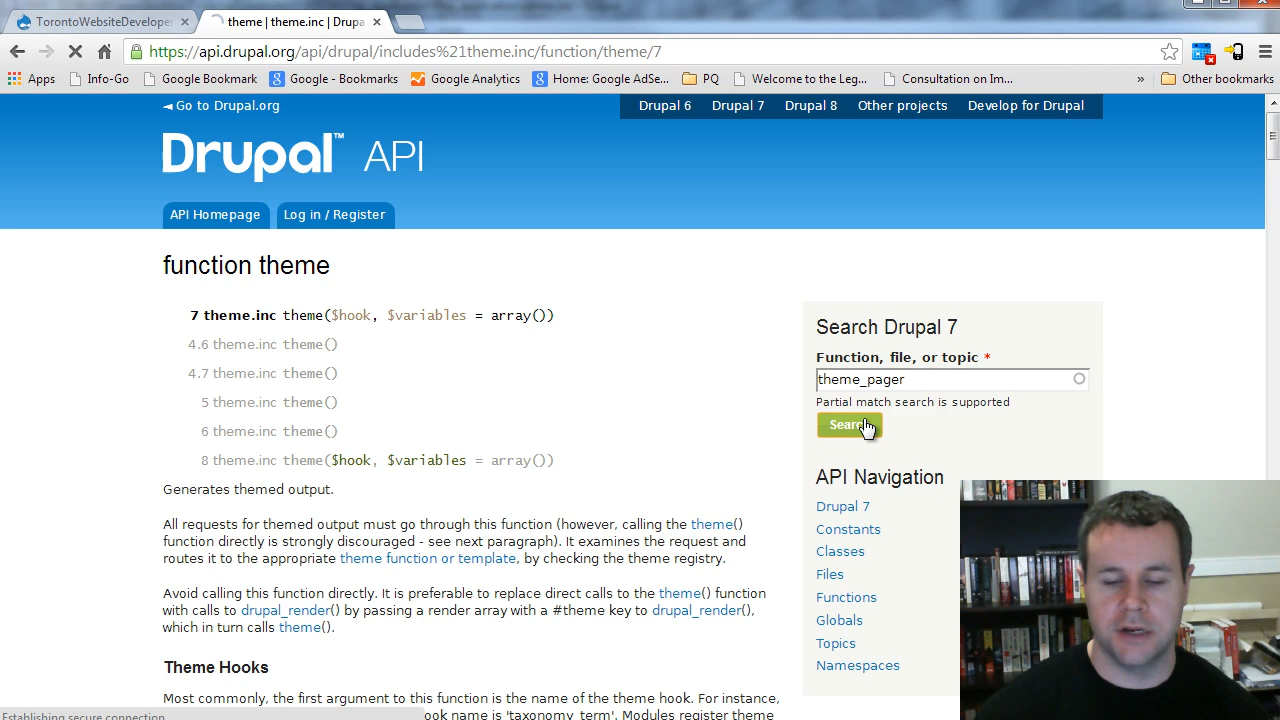 TorontoWebsiteDeveloper
theme | theme.inc | Drupa
https://api.drupal.org/api/drupal/includes%21theme.inc/function/theme/7
Apps
Info-Go
Google Bookmark
Google - Bookmarks
Google Analytics
Home: Google AdSe...
PQ
Welcome to the Leg...
Consultation on Im...
»
Other bookmarks
Go to Drupal.org
Drupal 6
Drupal 7
Drupal 8
Other projects
Develop for Drupal
Drupal™ API
API Homepage
Log in / Register
function theme
7 theme.inc theme($hook, $variables = array())
4.6 theme.inc theme()
4.7 theme.inc theme()
5 theme.inc theme()
6 theme.inc theme()
8 theme.inc theme($hook, $variables = array())
Generates themed output.
All requests for themed output must go through this function (however, calling the theme()
function directly is strongly discouraged - see next paragraph). It examines the request and
routes it to the appropriate theme function or template, by checking the theme registry.
Avoid calling this function directly. It is preferable to replace direct calls to the theme() function
with calls to drupal_render() by passing a render array with a #theme key to drupal_render(),
which in turn calls theme().
Theme Hooks
Most commonly, the first argument to this function is the name of the theme hook. For instance,
hook name is 'taxonomy_term'. Modules register theme
Search Drupal 7
Function, file, or topic *
theme_pager
Partial match search is supported
Search
API Navigation
Drupal 7
Constants
Classes
Files
Functions
Globals
Topics
Namespaces
Establishing secure connection